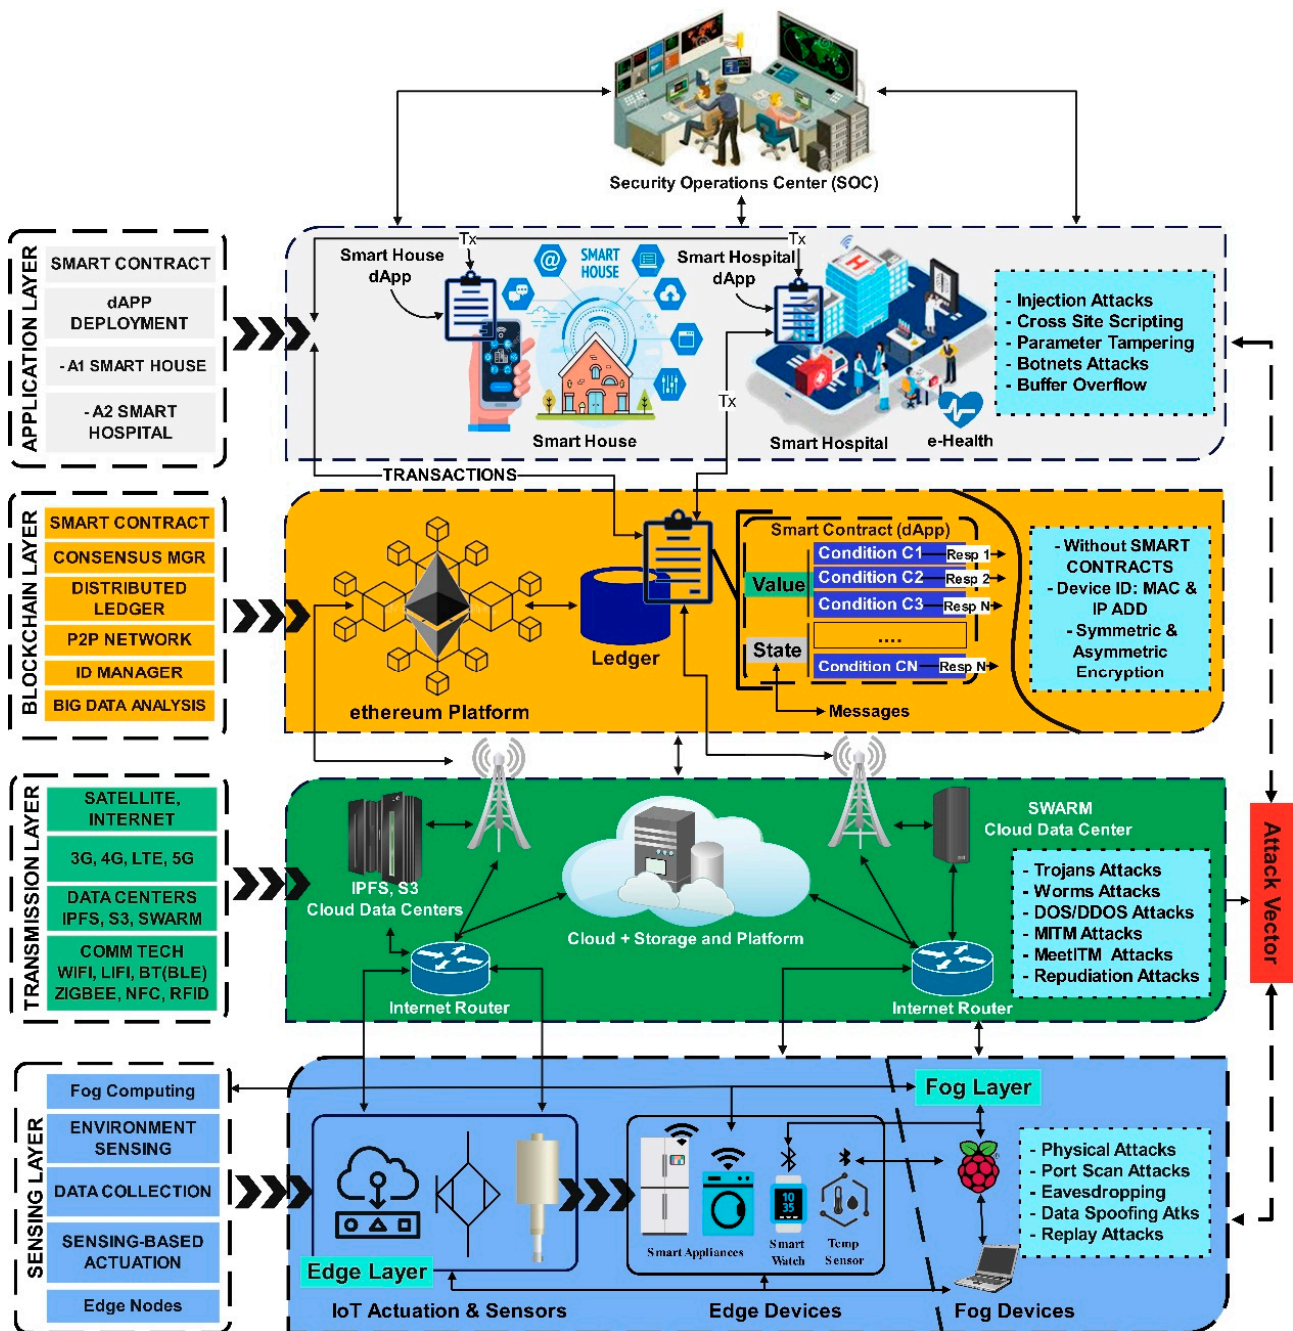 Security Operations Center (SOC)
APPLICATION LAYER
SMART CONTRACT
dAPP
DEPLOYMENT
- A1 SMART HOUSE
- A2 SMART
HOSPITAL
Tx
Tx
Smart House
dApp
SMART
HOUSE
@
Smart Hospital
dApp
H
Tx
Smart House
Smart Hospital
e-Health
- Injection Attacks
- Cross Site Scripting
- Parameter Tampering
- Botnets Attacks
- Buffer Overflow
TRANSACTIONS
BLOCKCHAIN LAYER
SMART CONTRACT
CONSENSUS MGR
DISTRIBUTED
LEDGER
P2P NETWORK
ID MANAGER
BIG DATA ANALYSIS
ethereum Platform
Ledger
Smart Contract (dApp)
Value
State
Condition C1
Resp 1
Condition C2
Resp 2
Condition C3
Resp N
....
Condition CN
Resp N
Messages
- Without SMART
CONTRACTS
- Device ID: MAC &
IP ADD
- Symmetric &
Asymmetric
Encryption
TRANSMISSION LAYER
SATELLITE,
INTERNET
3G, 4G, LTE, 5G
DATA CENTERS
IPFS, S3, SWARM
COMM TECH
WIFI, LIFI, BT(BLE)
ZIGBEE, NFC, RFID
IPFS, S3
Cloud Data Centers
Cloud + Storage and Platform
SWARM
Cloud Data Center
Internet Router
Internet Router
- Trojans Attacks
- Worms Attacks
- DOS/DDOS Attacks
- MITM Attacks
- MeetITM Attacks
- Repudiation Attacks
Attack Vector
SENSING LAYER
Fog Computing
ENVIRONMENT
SENSING
DATA COLLECTION
SENSING-BASED
ACTUATION
Edge Nodes
Edge Layer
IoT Actuation & Sensors
10
35
Smart Appliances
Smart
Watch
Temp
Sensor
Edge Devices
Fog Layer
Fog Devices
- Physical Attacks
- Port Scan Attacks
- Eavesdropping
- Data Spoofing Atks
- Replay Attacks